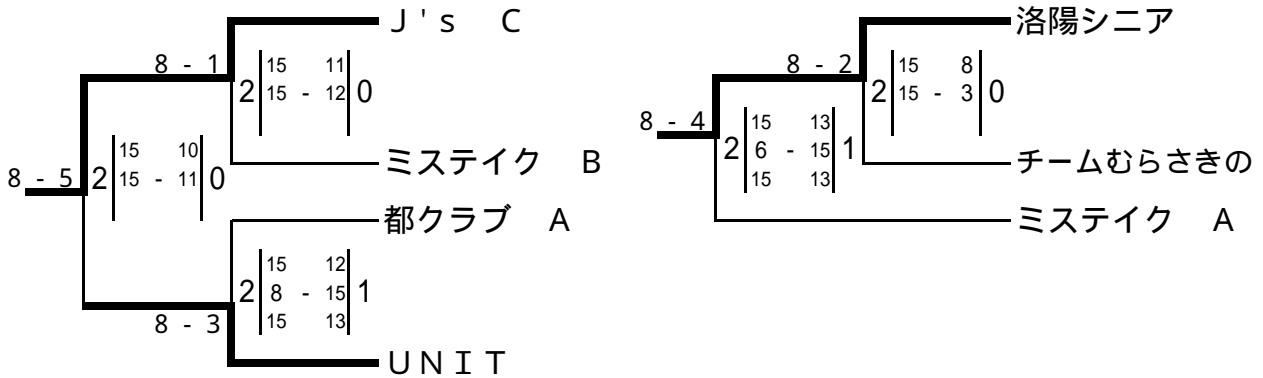 Ｊ's　Ｃ
8 - 1
2 15 11 0
15 - 12
ミステイク　Ｂ
8 - 5
2 15 10 0
15 - 11
都クラブ　Ａ
2 15 12 1
8 - 15
15 13
8 - 3
ＵＮＩＴ
洛陽シニア
8 - 2
2 15 8 0
15 - 3
8 - 4
2 15 13 1
6 - 15
15 13
チームむらさきの
ミステイク　Ａ